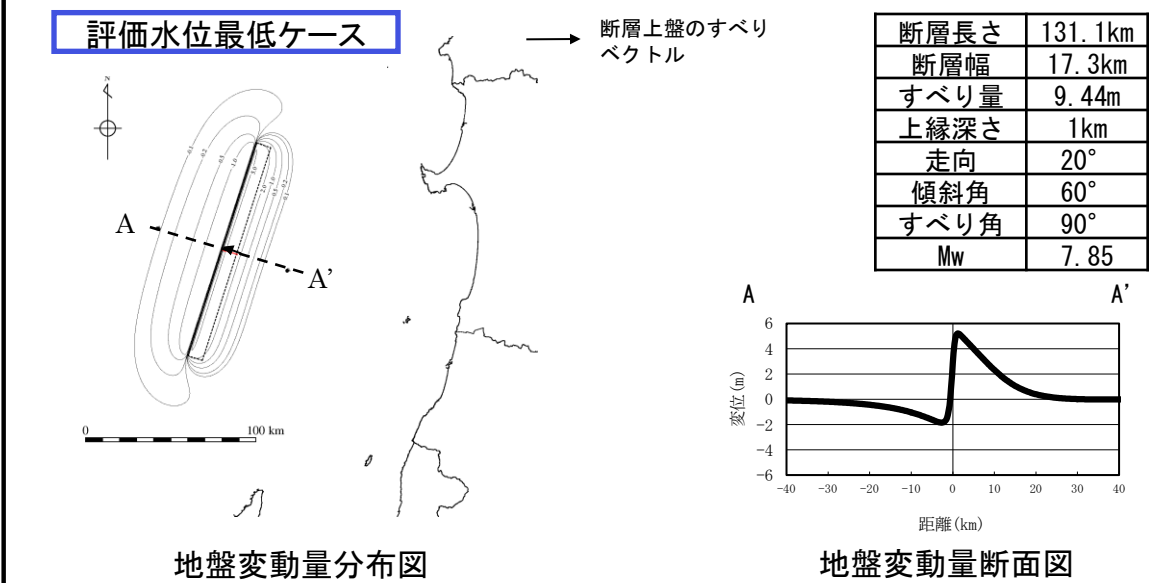 評価水位最低ケース
断層上盤のすべり
ベクトル
断層長さ 131.1km
断層幅 17.3km
すべり量 9.44m
上縁深さ 1km
走向 20°
傾斜角 60°
すべり角 90°
Mw 7.85
N
A
A’
0 100 km
地盤変動量分布図
A A’
変位(m)
6
4
2
0
-2
-4
-6
-40 -30 -20 -10 0 10 20 30 40
距離(km)
地盤変動量断面図